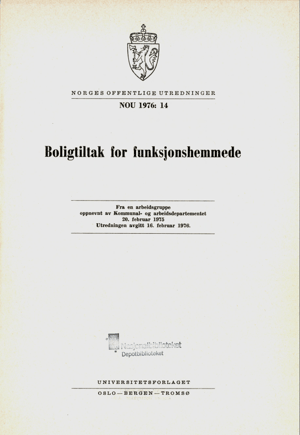 NORGES OFFENTLIGE UTREDNINGER
NOU 1976: 14
Boligtiltak for funksjonshemmede
Fra en arbeidsgruppe
oppnevnt av Kommunal- og arbeidsdepartementet
20. februar 1975
Utredningen avgitt 16. februar 1976.
Nasjonalbiblioteket
Depotbiblioteket
UNIVERSITETSFORLAGET
OSLO — BERGEN — TROMSØ